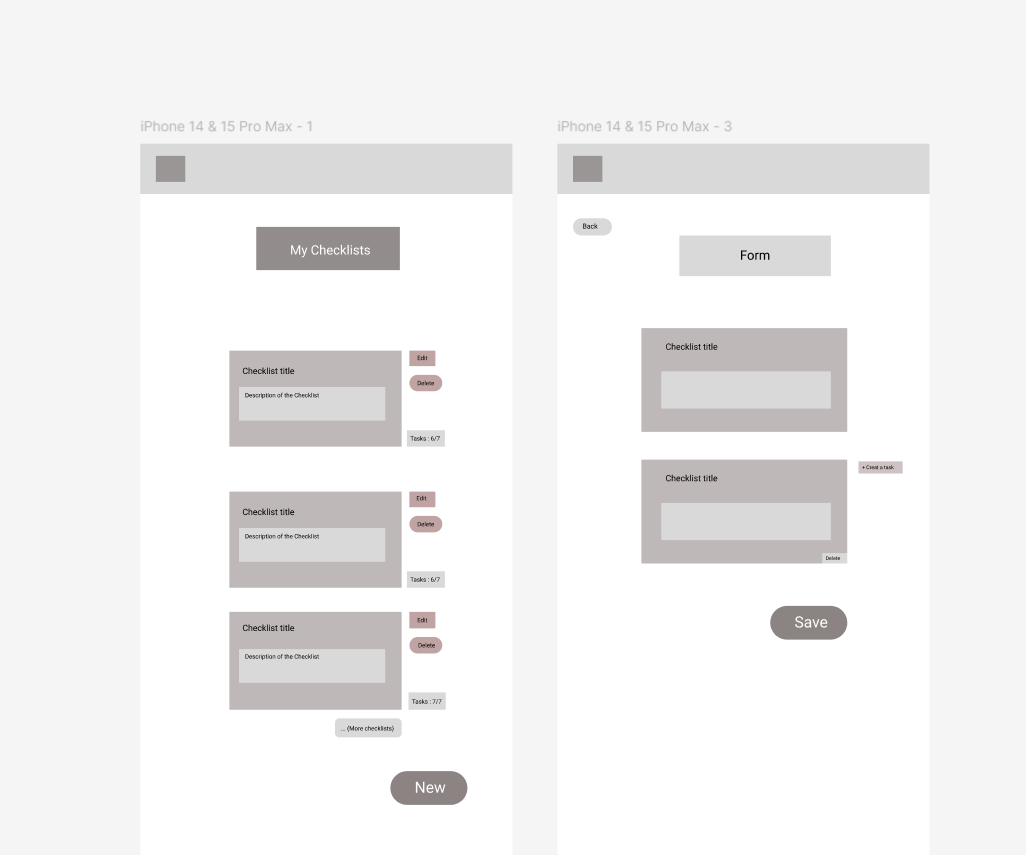 iPhone 14 & 15 Pro Max - 1
My Checklists
Checklist title
Description of the Checklist
Edit
Delete
Tasks : 6/7
Checklist title
Description of the Checklist
Edit
Delete
Tasks : 6/7
Checklist title
Description of the Checklist
Edit
Delete
Tasks : 7/7
... (More checklists)
New
iPhone 14 & 15 Pro Max - 3
Back
Form
Checklist title
Checklist title
+ Creat a task
Delete
Save